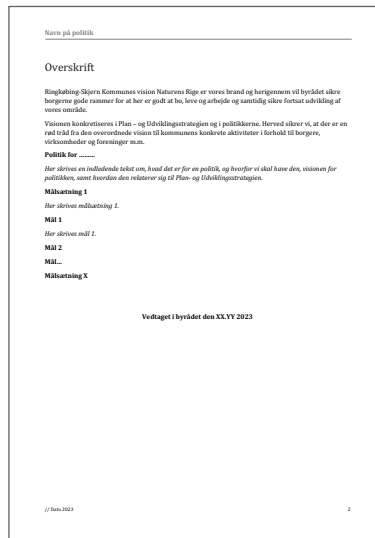 Navn på politik
Overskrift
Ringkøbing-Skjern Kommunes vision Naturens Rige er vores brand og herigennem vil byrådet sikre
borgerne gode rammer for at her er godt at bo, leve og arbejde og samtidig sikre fortsat udvikling af
vores område.
Visionen konkretiseres i Plan – og Udviklingsstrategien og i politikkerne. Herved sikrer vi, at der er en
rød tråd fra den overordnede vision til kommunens konkrete aktiviteter i forhold til borgere,
virksomheder og foreninger m.m.
Politik for .........
Her skrives en indledende tekst om, hvad det er for en politik, og hvorfor vi skal have den, visionen for
politikken, samt hvordan den relaterer sig til Plan- og Udviklingsstrategien.
Målsætning 1
Her skrives målsætning 1.
Mål 1
Her skrives mål 1.
Mål 2
Mål...
Målsætning X
Vedtaget i byrådet den XX.YY 2023
// Dato 2023 2